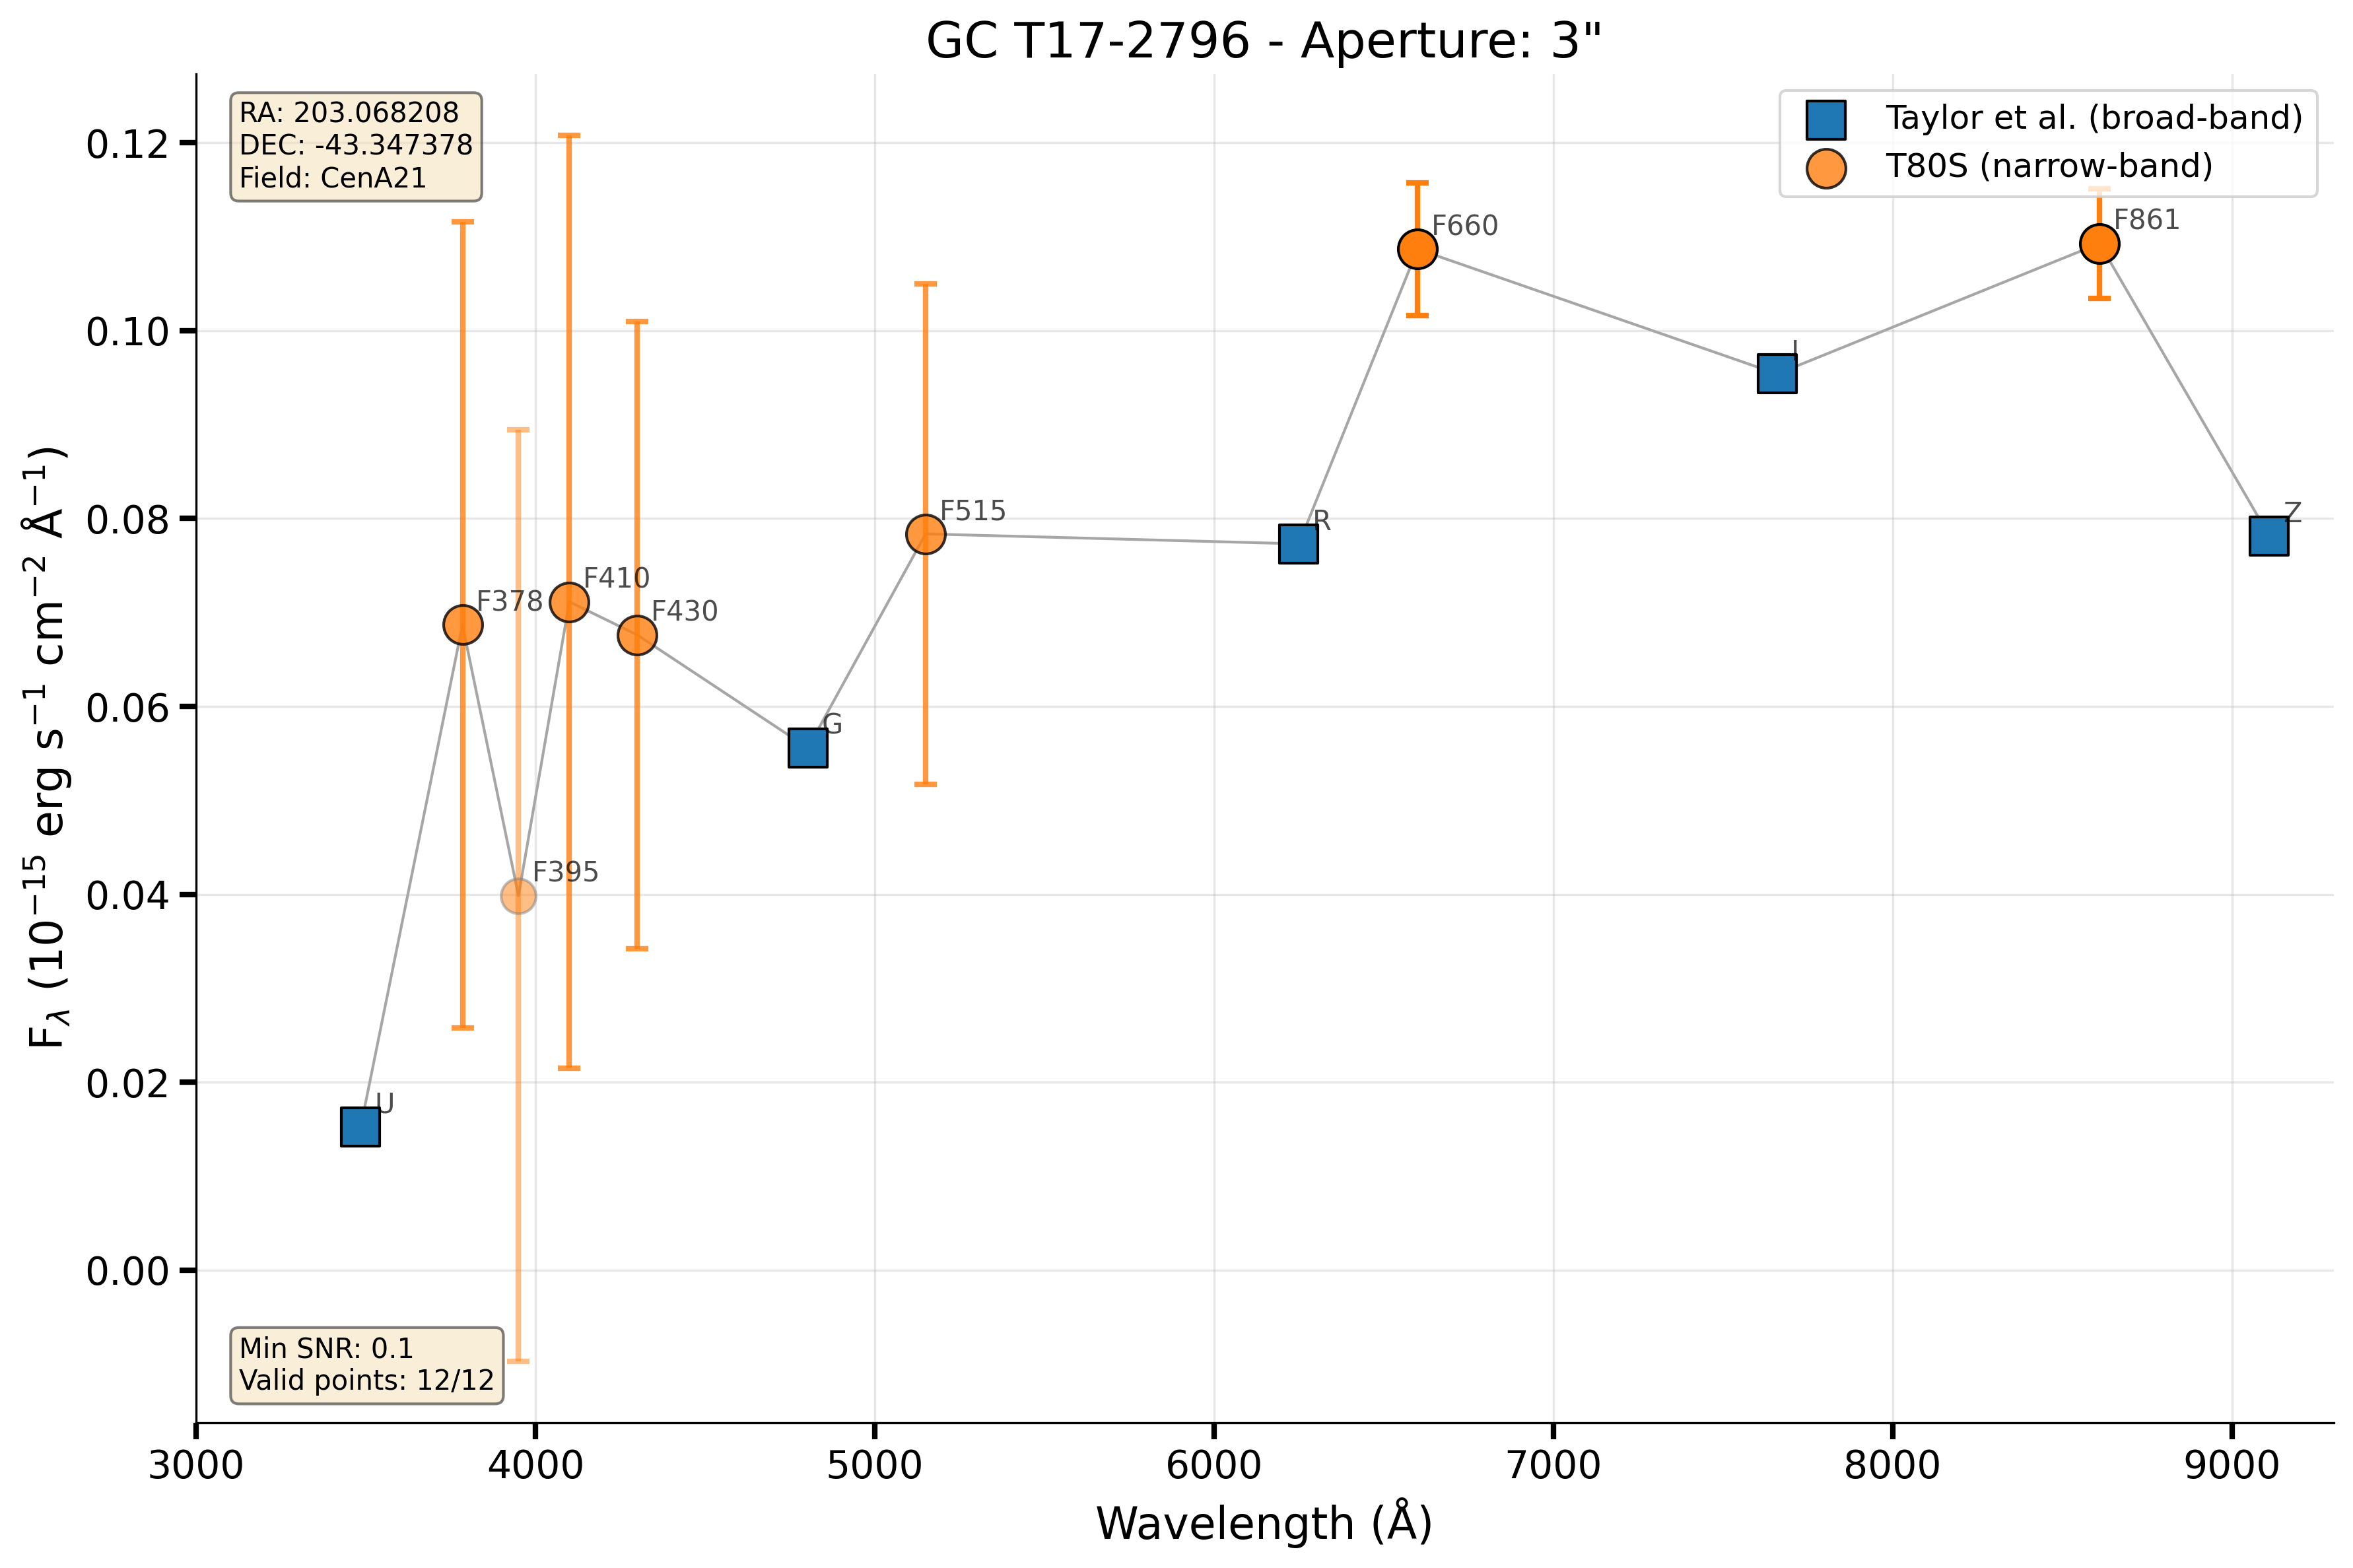 GC T17-2796 - Aperture: 3"
RA: 203.068208
DEC: -43.347378
Field: CenA21
Taylor et al. (broad-band)
T80S (narrow-band)
F660
F861
I
F515
R
Z
F410
F378
F430
G
F395
U
Min SNR: 0.1
Valid points: 12/12
0.12
0.10
0.08
0.06
0.04
0.02
0.00
F_λ (10⁻¹⁵ erg s⁻¹ cm⁻² Å⁻¹)
3000 4000 5000 6000 7000 8000 9000
Wavelength (Å)